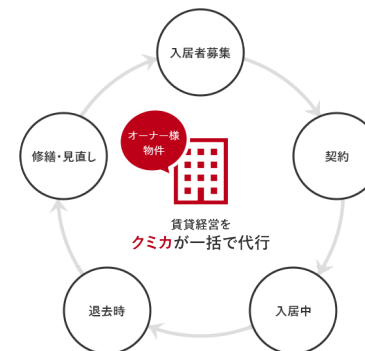 入居者募集
オーナー様
物件
修繕・見直し
契約
賃貸経営を
クミカが一括で代行
退去時
入居中